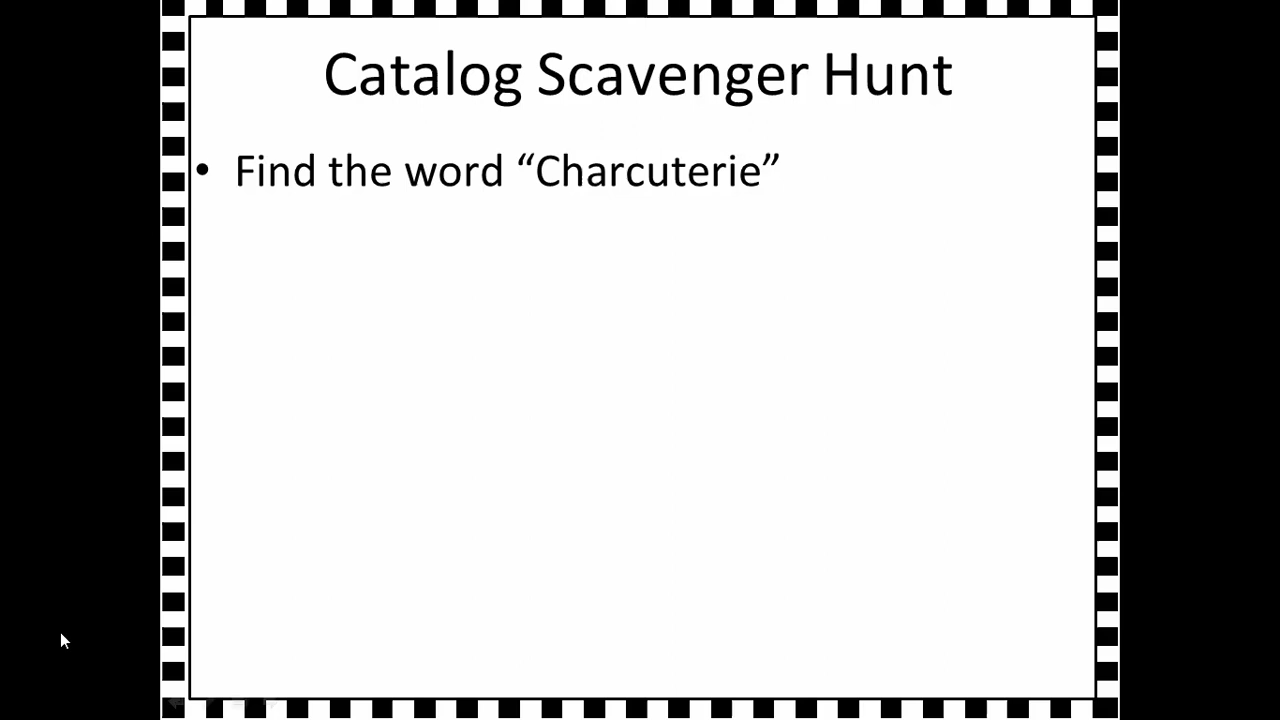 Catalog Scavenger Hunt
• Find the word “Charcuterie”